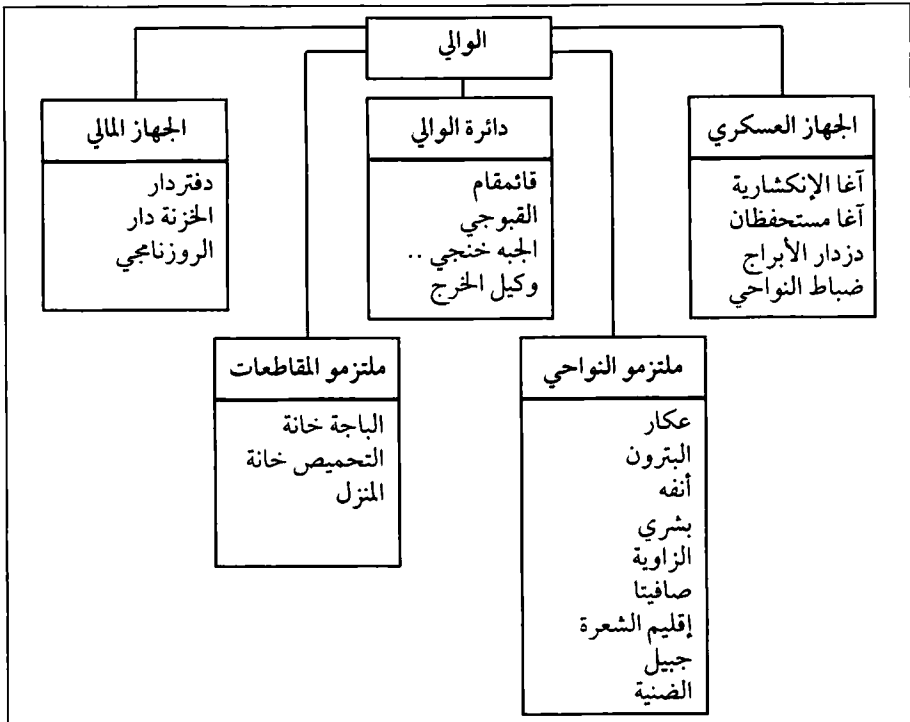 الوالي
الجهاز العسكري
آغا الإنكشارية
آغا مستحفظان
دزدار الأبراج
ضباط النواحي
دائرة الوالي
قائمقام
القبوجي
الجبه خنجي ..
وكيل الخرج
الجهاز المالي
دفتردار
الخزنة دار
الروزنامجي
ملتزمو النواحي
عكار
البترون
أنفه
بشري
الزاوية
صافيتا
إقليم الشعرة
جبيل
الضنية
ملتزمو المقاطعات
الباجة خانة
التحميص خانة
المنزل